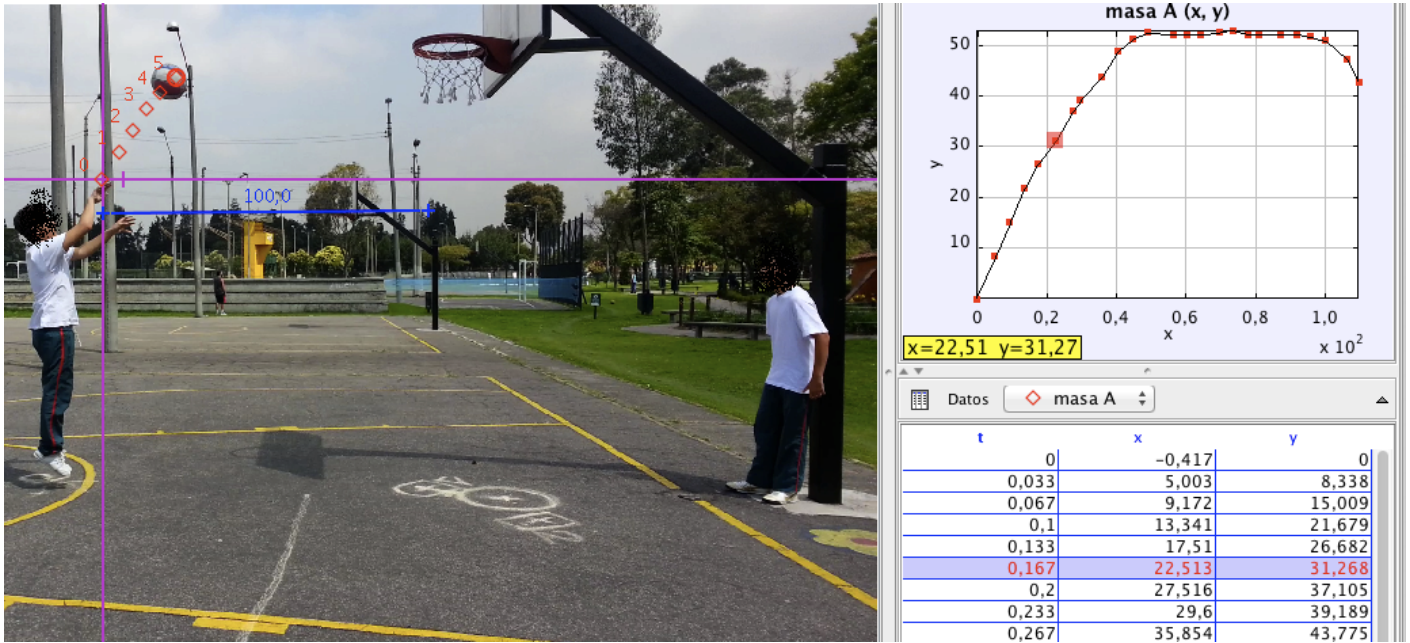 5
4
3
2
1
0
100,0
masa A (x, y)
50
40
30
20
10
y
0 0,2 0,4 0,6 0,8 1,0
x
x 10²
x=22,51 y=31,27
Datos masa A
t x y
0 -0,417 0
0,033 5,003 8,338
0,067 9,172 15,009
0,1 13,341 21,679
0,133 17,51 26,682
0,167 22,513 31,268
0,2 27,516 37,105
0,233 29,6 39,189
0,267 35,854 43,775